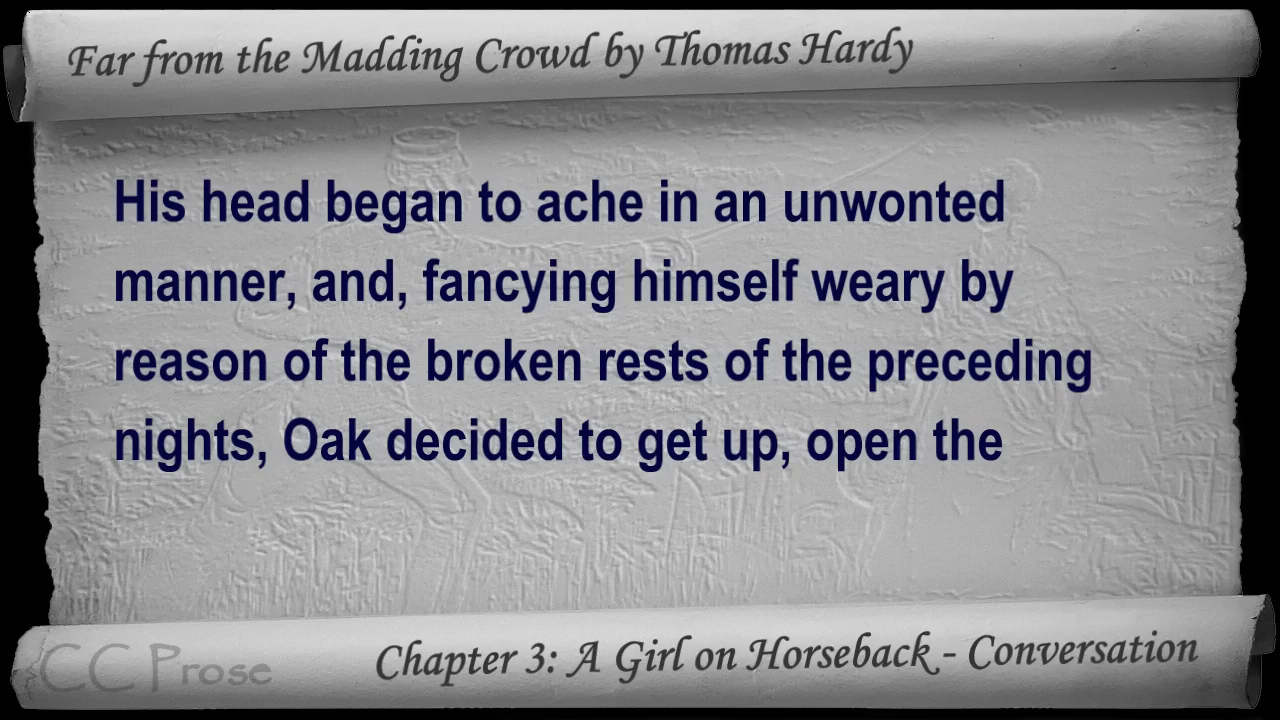 Far from the Madding Crowd by Thomas Hardy
His head began to ache in an unwonted
manner, and, fancying himself weary by
reason of the broken rests of the preceding
nights, Oak decided to get up, open the
CC Prose
Chapter 3: A Girl on Horseback - Conversation